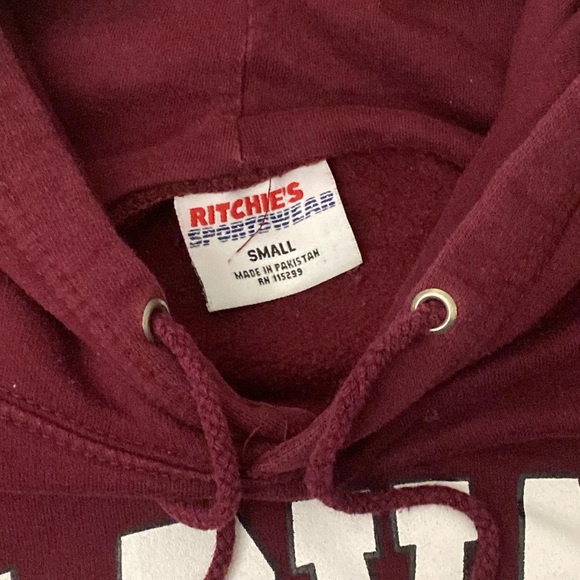 RITCHIE'S
SPORTSWEAR
SMALL
MADE IN PAKISTAN
RN 115299